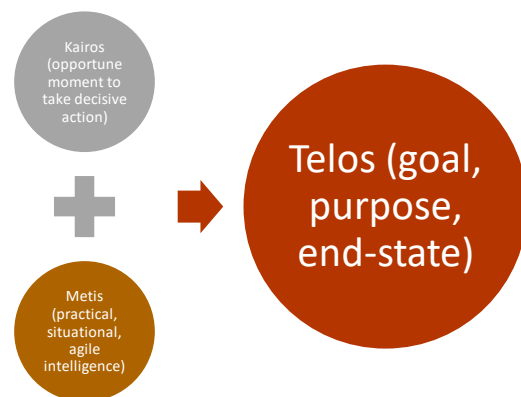 Kairos
(opportune
moment to
take decisive
action)
Metis
(practical,
situational,
agile
intelligence)
Telos (goal,
purpose,
end-state)